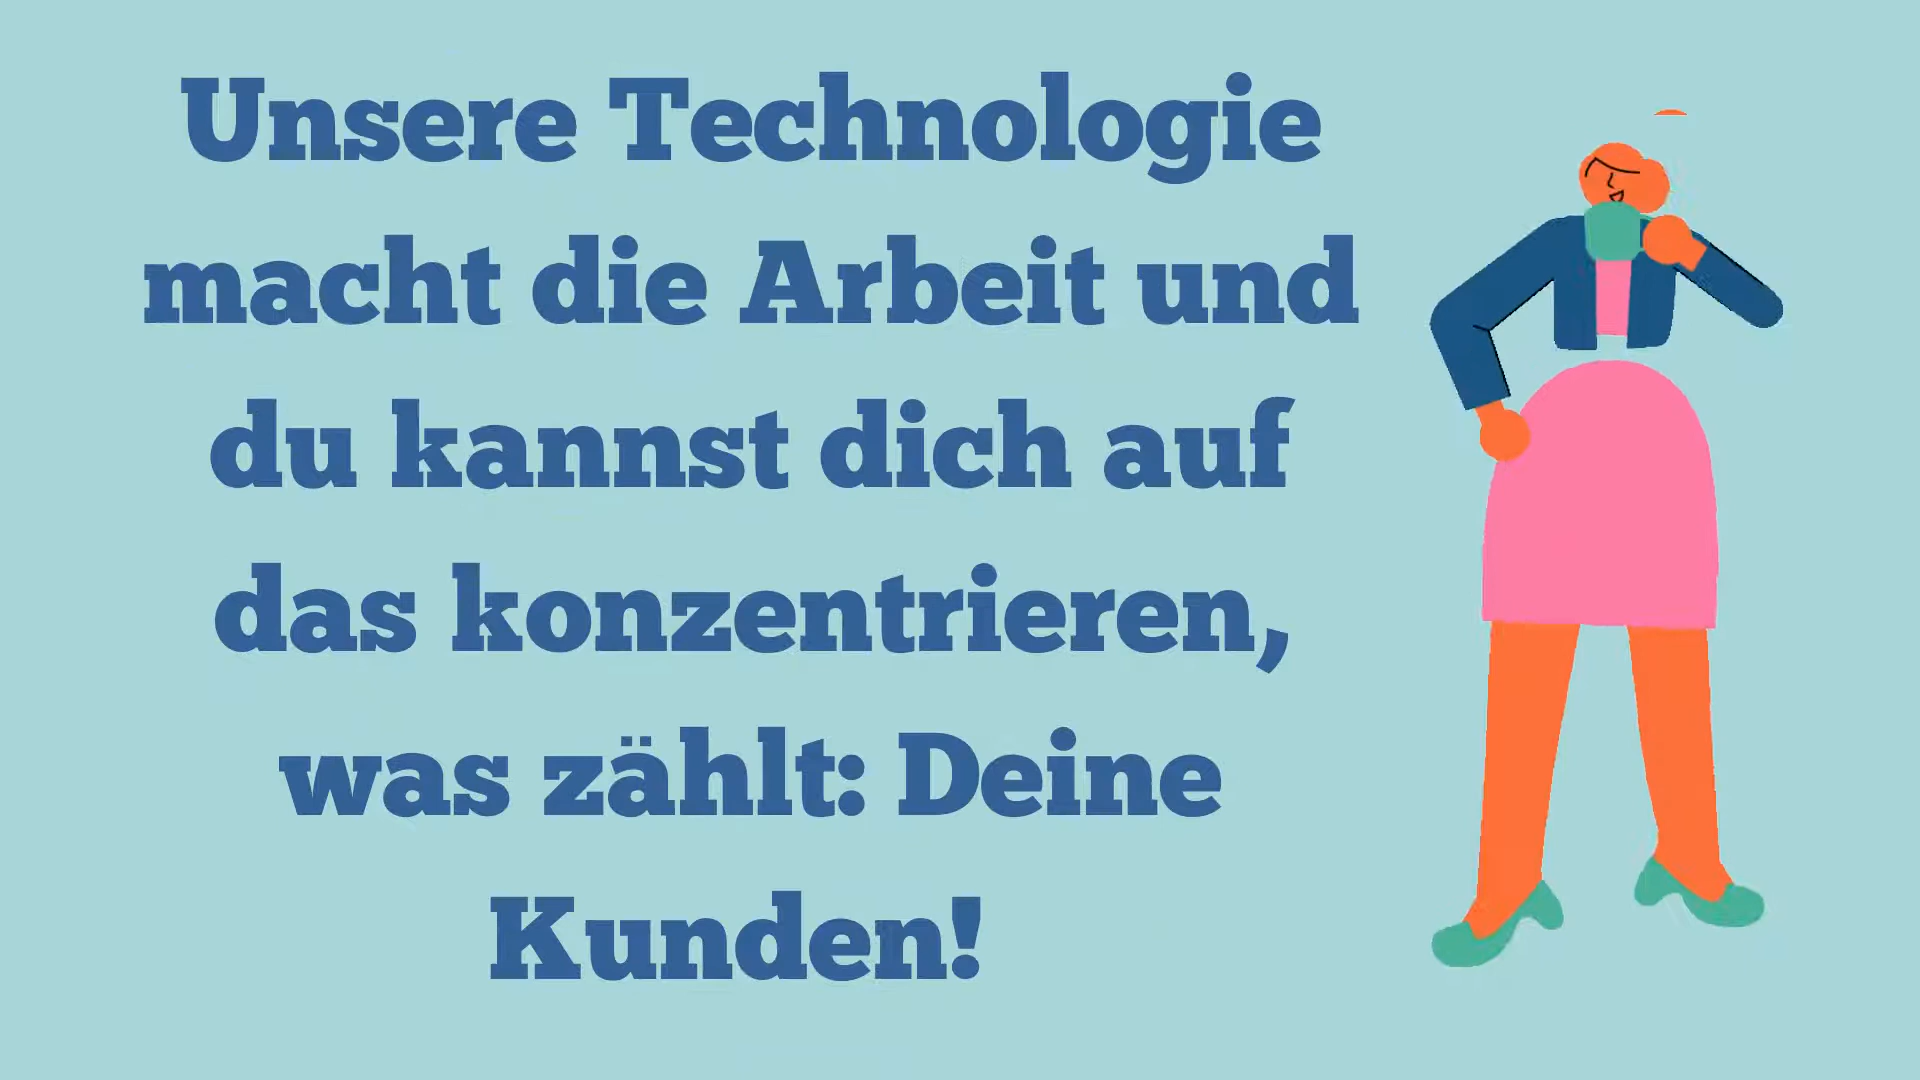 Unsere Technologie
macht die Arbeit und
du kannst dich auf
das konzentrieren,
was zählt: Deine
Kunden!